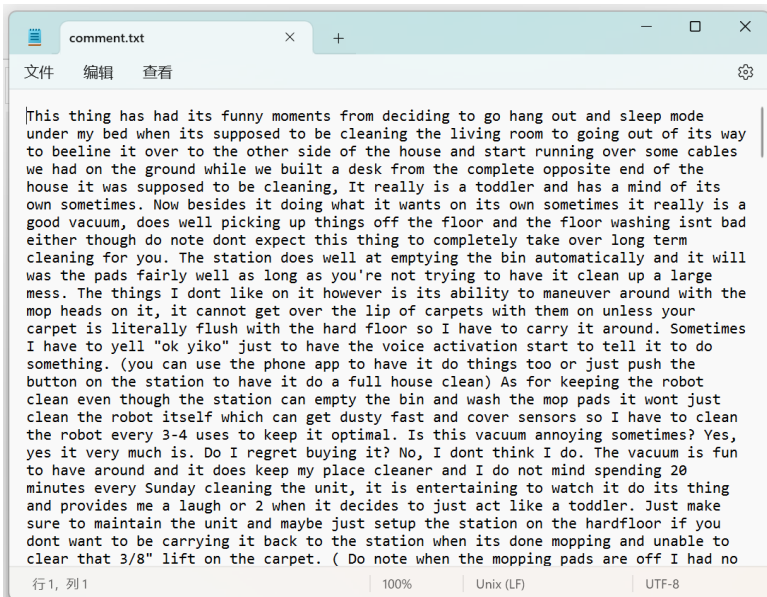 comment.txt
文件 编辑 查看
This thing has had its funny moments from deciding to go hang out and sleep mode
under my bed when its supposed to be cleaning the living room to going out of its way
to beeline it over to the other side of the house and start running over some cables
we had on the ground while we built a desk from the complete opposite end of the
house it was supposed to be cleaning, It really is a toddler and has a mind of its
own sometimes. Now besides it doing what it wants on its own sometimes it really is a
good vacuum, does well picking up things off the floor and the floor washing isnt bad
either though do note dont expect this thing to completely take over long term
cleaning for you. The station does well at emptying the bin automatically and it will
was the pads fairly well as long as you're not trying to have it clean up a large
mess. The things I dont like on it however is its ability to maneuver around with the
mop heads on it, it cannot get over the lip of carpets with them on unless your
carpet is literally flush with the hard floor so I have to carry it around. Sometimes
I have to yell "ok yiko" just to have the voice activation start to tell it to do
something. (you can use the phone app to have it do things too or just push the
button on the station to have it do a full house clean) As for keeping the robot
clean even though the station can empty the bin and wash the mop pads it wont just
clean the robot itself which can get dusty fast and cover sensors so I have to clean
the robot every 3-4 uses to keep it optimal. Is this vacuum annoying sometimes? Yes,
yes it very much is. Do I regret buying it? No, I dont think I do. The vacuum is fun
to have around and it does keep my place cleaner and I do not mind spending 20
minutes every Sunday cleaning the unit, it is entertaining to watch it do its thing
and provides me a laugh or 2 when it decides to just act like a toddler. Just make
sure to maintain the unit and maybe just setup the station on the hardfloor if you
dont want to be carrying it back to the station when its done mopping and unable to
clear that 3/8" lift on the carpet. ( Do note when the mopping pads are off I had no
行 1, 列 1 100% Unix (LF) UTF-8